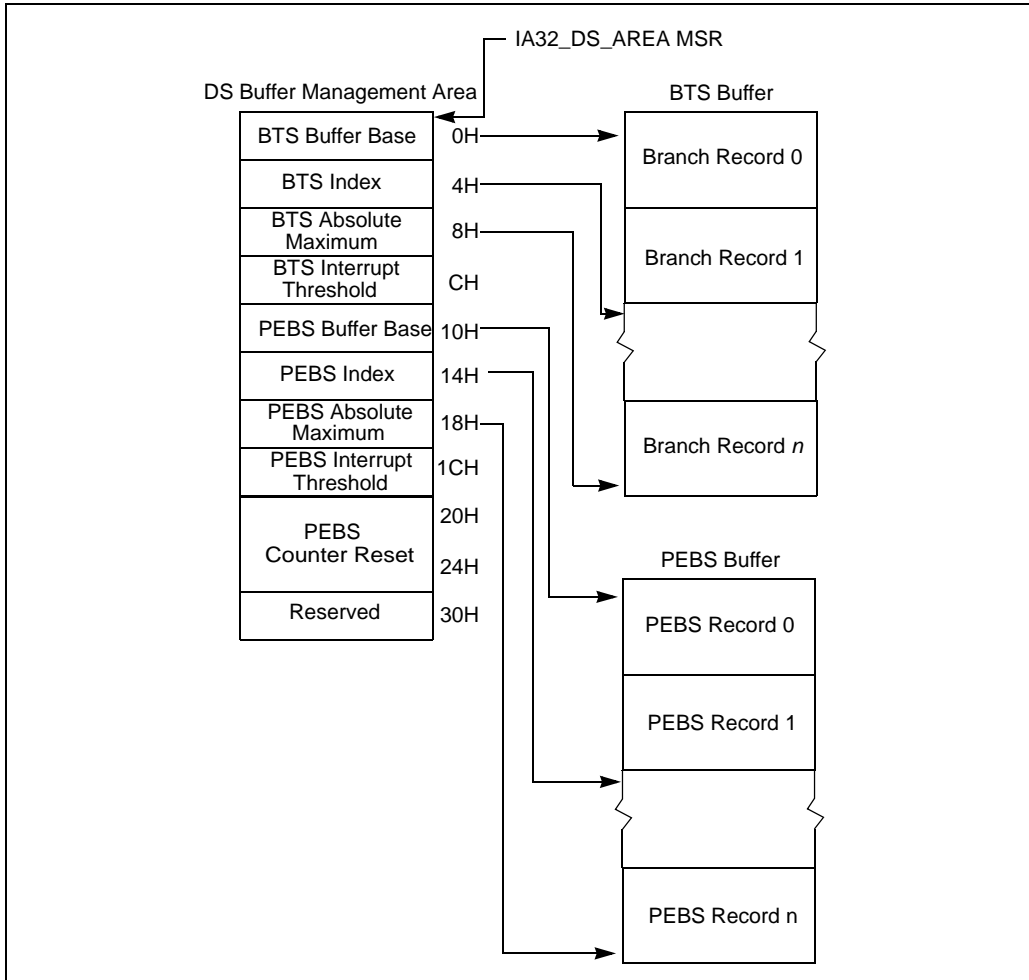 IA32_DS_AREA MSR
DS Buffer Management Area
BTS Buffer Base
0H
BTS Index
4H
BTS Absolute
Maximum
8H
BTS Interrupt
Threshold
CH
PEBS Buffer Base
10H
PEBS Index
14H
PEBS Absolute
Maximum
18H
PEBS Interrupt
Threshold
1CH
PEBS
Counter Reset
20H
24H
Reserved
30H
BTS Buffer
Branch Record 0
Branch Record 1
Branch Record n
PEBS Buffer
PEBS Record 0
PEBS Record 1
PEBS Record n